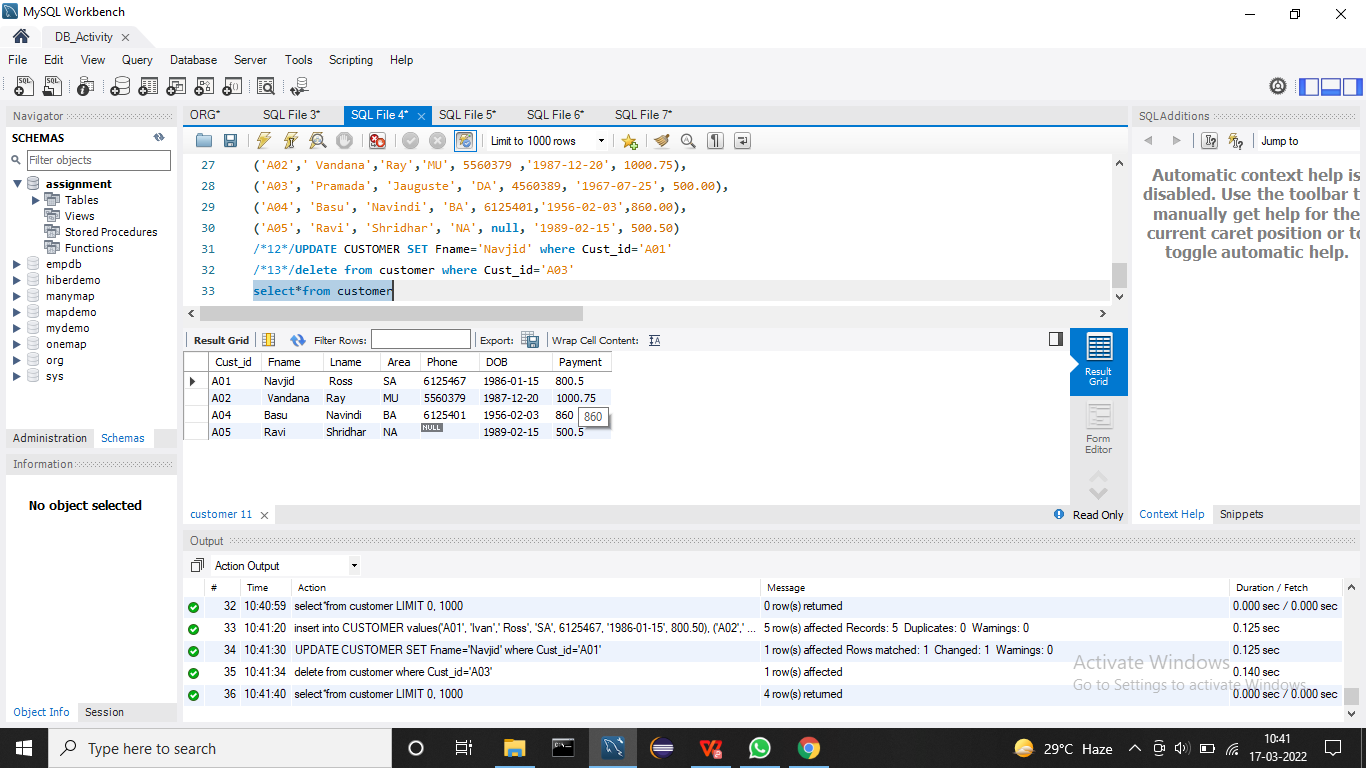 MySQL Workbench
DB_Activity
File Edit View Query Database Server Tools Scripting Help
Navigator
SCHEMAS
Filter objects
assignment
Tables
Views
Stored Procedures
Functions
empdb
hiberdemo
manymap
mapdemo
mydemo
onemap
org
sys
Administration Schemas
Information
No object selected
Object Info Session
ORG* SQL File 3* SQL File 4* SQL File 5* SQL File 6* SQL File 7*
Limit to 1000 rows
27 ('A02',' Vandana','Ray','MU', 5560379 ,'1987-12-20', 1000.75),
28 ('A03', 'Pramada', 'Jauguste', 'DA', 4560389, '1967-07-25', 500.00),
29 ('A04', 'Basu', 'Navindi', 'BA', 6125401,'1956-02-03',860.00),
30 ('A05', 'Ravi', 'Shridhar', 'NA', null, '1989-02-15', 500.50)
31 /*12*/UPDATE CUSTOMER SET Fname='Navjid' where Cust_id='A01'
32 /*13*/delete from customer where Cust_id='A03'
33 select*from customer
Result Grid Filter Rows: Export: Wrap Cell Content:
Cust_id Fname Lname Area Phone DOB Payment
A01 Navjid Ross SA 6125467 1986-01-15 800.5
A02 Vandana Ray MU 5560379 1987-12-20 1000.75
A04 Basu Navindi BA 6125401 1956-02-03 860
860
A05 Ravi Shridhar NA NULL 1989-02-15 500.5
Result
Grid
Form
Editor
customer 11
Read Only
SQLAdditions
Jump to
Automatic context help is
disabled. Use the toolbar t
manually get help for the
current caret position or to
toggle automatic help.
Context Help Snippets
Output
Action Output
# Time Action Message Duration / Fetch
32 10:40:59 select*from customer LIMIT 0, 1000 0 row(s) returned 0.000 sec / 0.000 sec
33 10:41:20 insert into CUSTOMER values('A01', 'Ivan',' Ross', 'SA', 6125467, '1986-01-15', 800.50), ('A02',' ... 5 row(s) affected Records: 5 Duplicates: 0 Warnings: 0 0.125 sec
34 10:41:30 UPDATE CUSTOMER SET Fname='Navjid' where Cust_id='A01' 1 row(s) affected Rows matched: 1 Changed: 1 Warnings: 0 0.125 sec
35 10:41:34 delete from customer where Cust_id='A03' 1 row(s) affected 0.140 sec
36 10:41:40 select*from customer LIMIT 0, 1000 4 row(s) returned 0.000 sec / 0.000 sec
Activate Windows
Go to Settings to activate Windows.
Type here to search
29°C Haze
10:41
17-03-2022